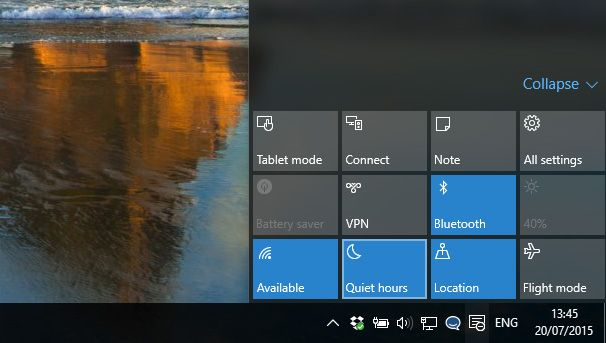 Collapse
Tablet mode
Connect
Note
All settings
Battery saver
VPN
Bluetooth
40%
Available
Quiet hours
Location
Flight mode
ENG
13:45
20/07/2015